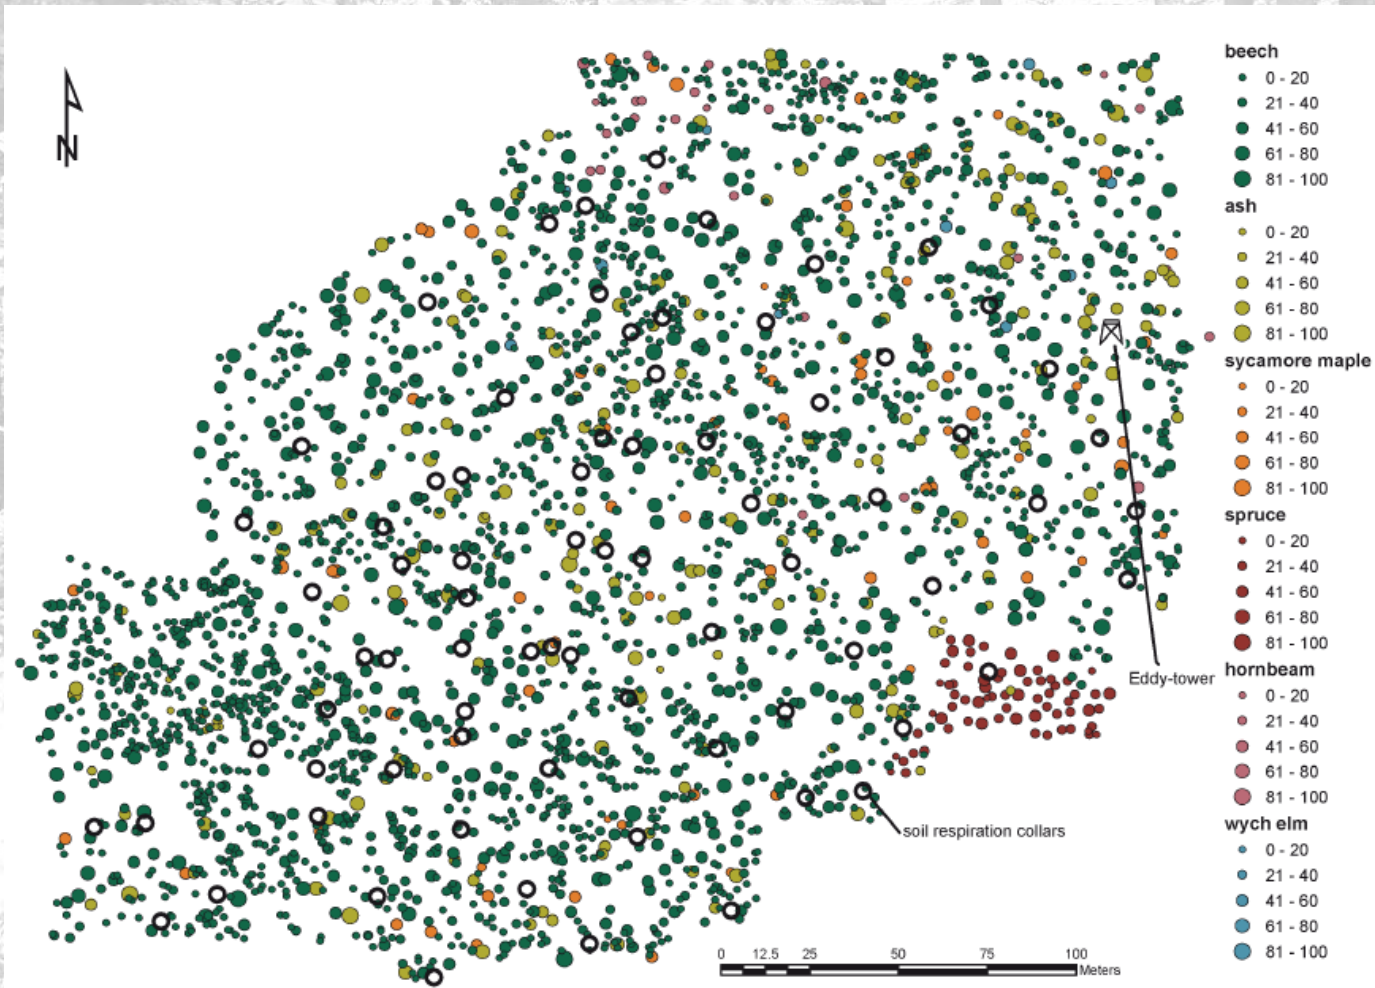 N
beech
0 - 20
21 - 40
41 - 60
61 - 80
81 - 100
ash
0 - 20
21 - 40
41 - 60
61 - 80
81 - 100
sycamore maple
0 - 20
21 - 40
41 - 60
61 - 80
81 - 100
spruce
0 - 20
21 - 40
41 - 60
61 - 80
81 - 100
hornbeam
0 - 20
21 - 40
41 - 60
61 - 80
81 - 100
wych elm
0 - 20
21 - 40
41 - 60
61 - 80
81 - 100
Eddy-tower
soil respiration collars
0 12.5 25 50 75 100
Meters